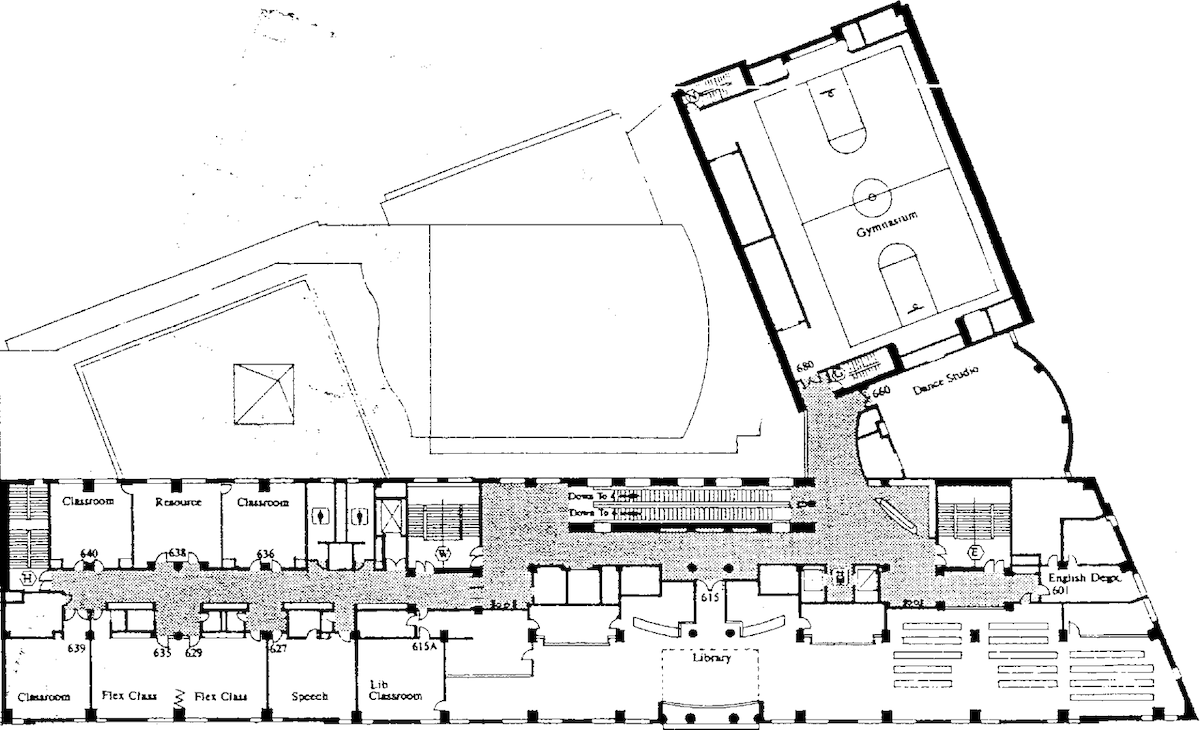 Gymnasium
680
660
Dance Studio
Classroom
Resource
Classroom
Down To 4
Down To 4
640
638
636
H
W
E
615
English Dept.
601
639
635
629
627
615A
Library
Classroom
Flex Class
Flex Class
Speech
Lib
Classroom